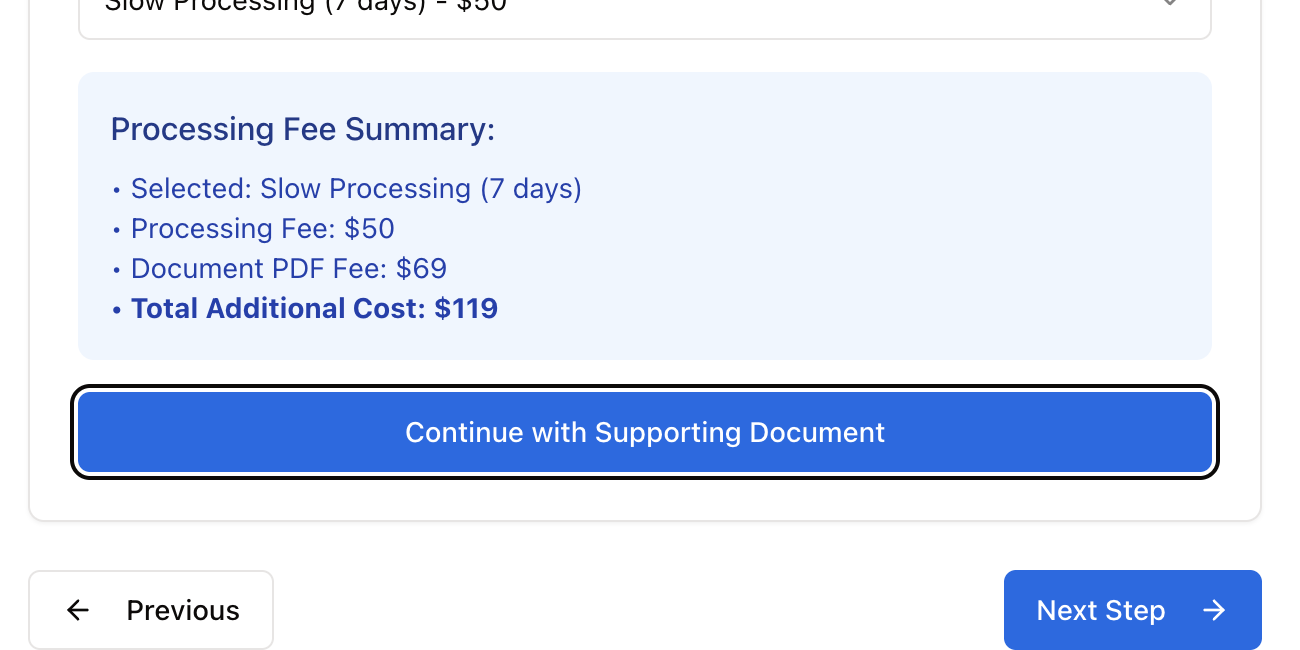 Slow Processing (7 days) - $50
Processing Fee Summary:
• Selected: Slow Processing (7 days)
• Processing Fee: $50
• Document PDF Fee: $69
• Total Additional Cost: $119
Continue with Supporting Document
← Previous
Next Step →